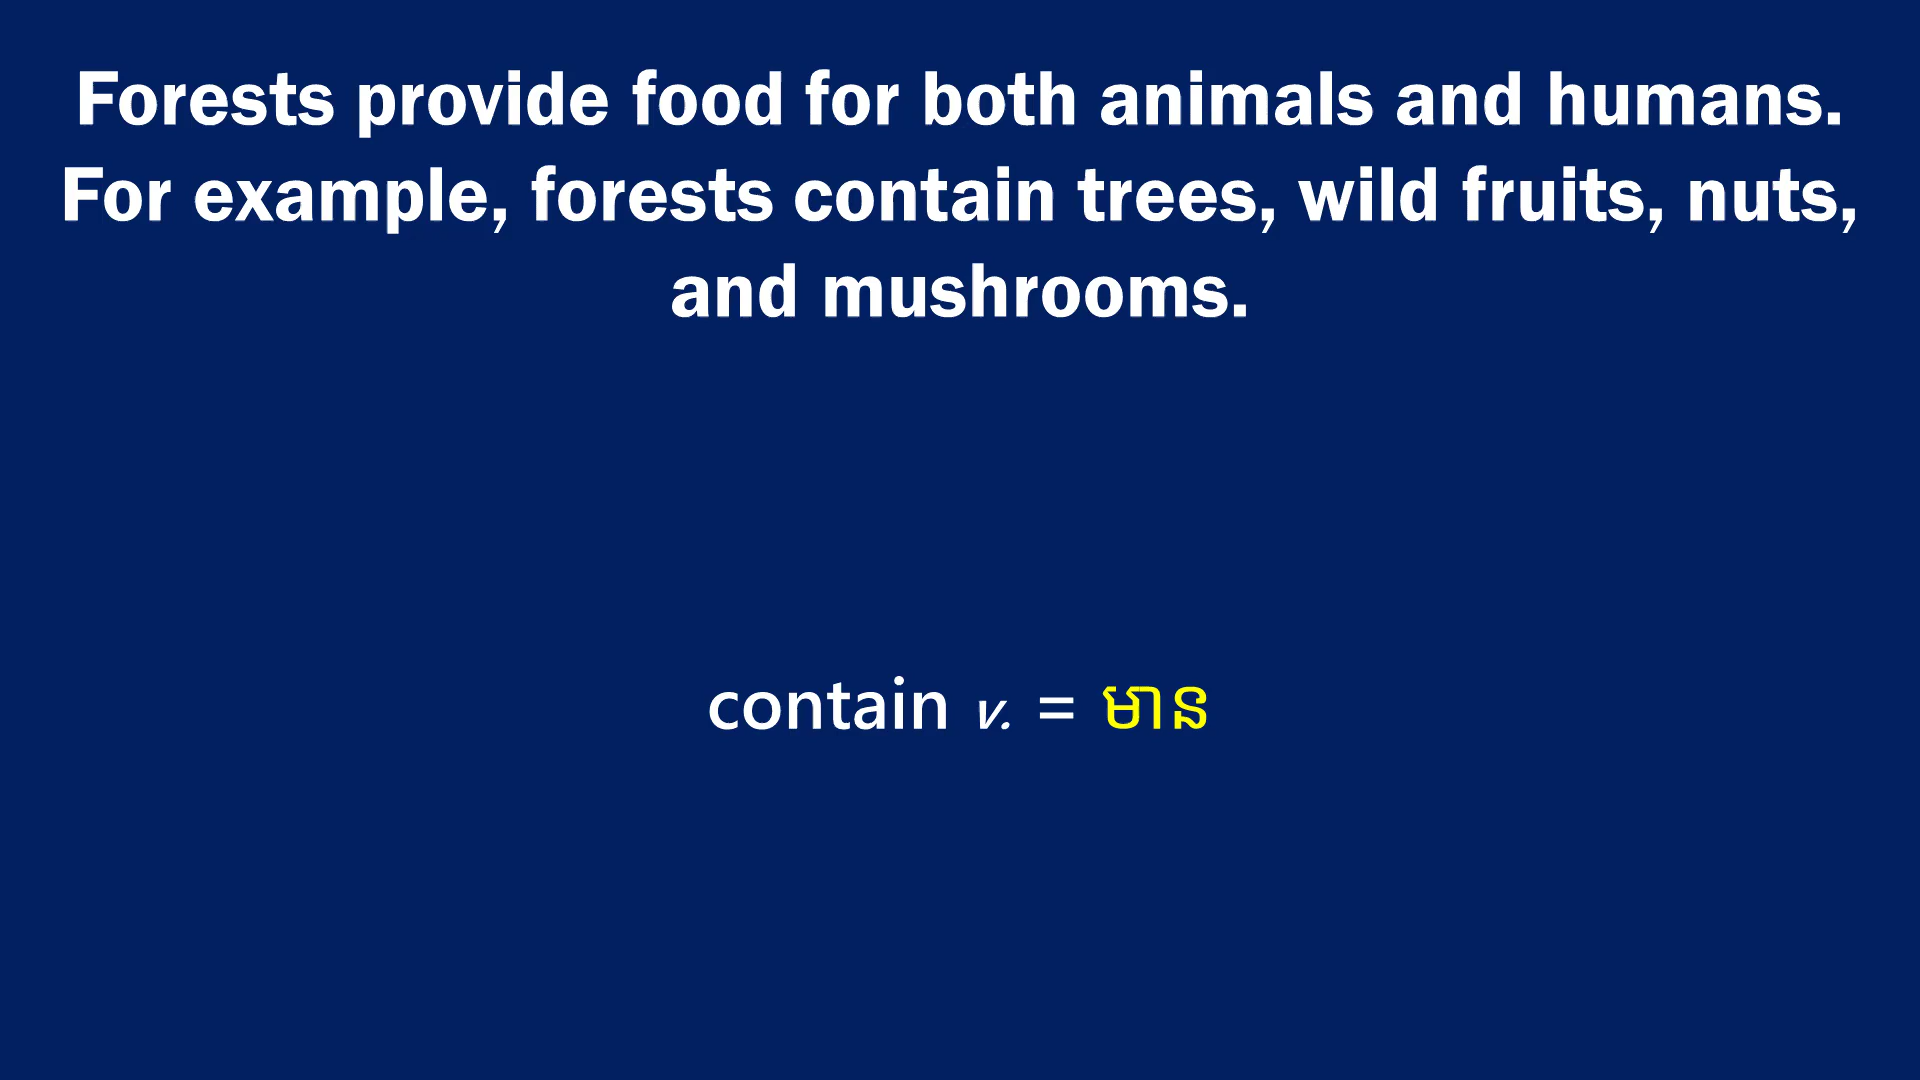 Forests provide food for both animals and humans.
For example, forests contain trees, wild fruits, nuts,
and mushrooms.
contain v. = មាន